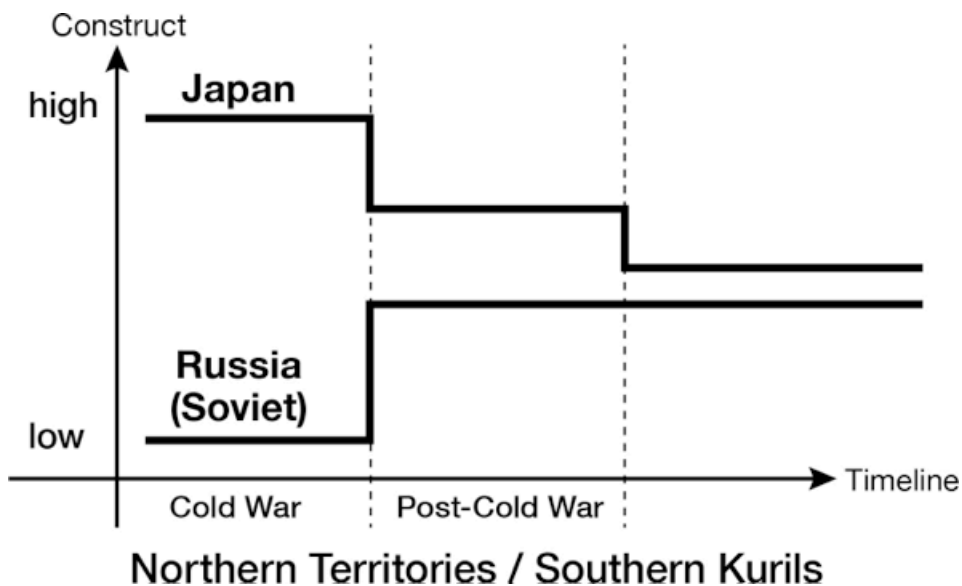 Construct
high
Japan
Russia
(Soviet)
low
Timeline
Cold War
Post-Cold War
Northern Territories / Southern Kurils